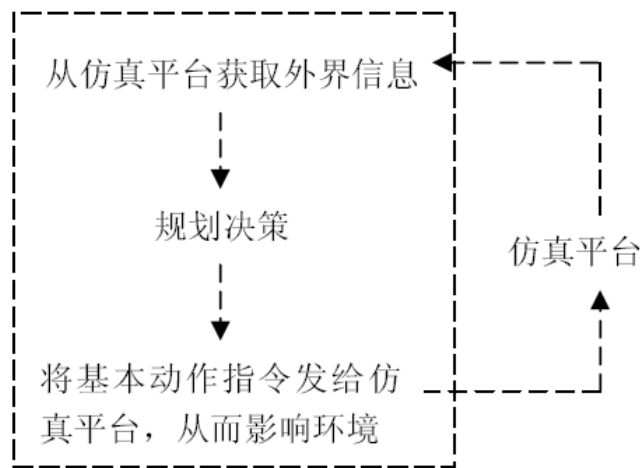 从仿真平台获取外界信息
规划决策
仿真平台
将基本动作指令发给仿
真平台，从而影响环境